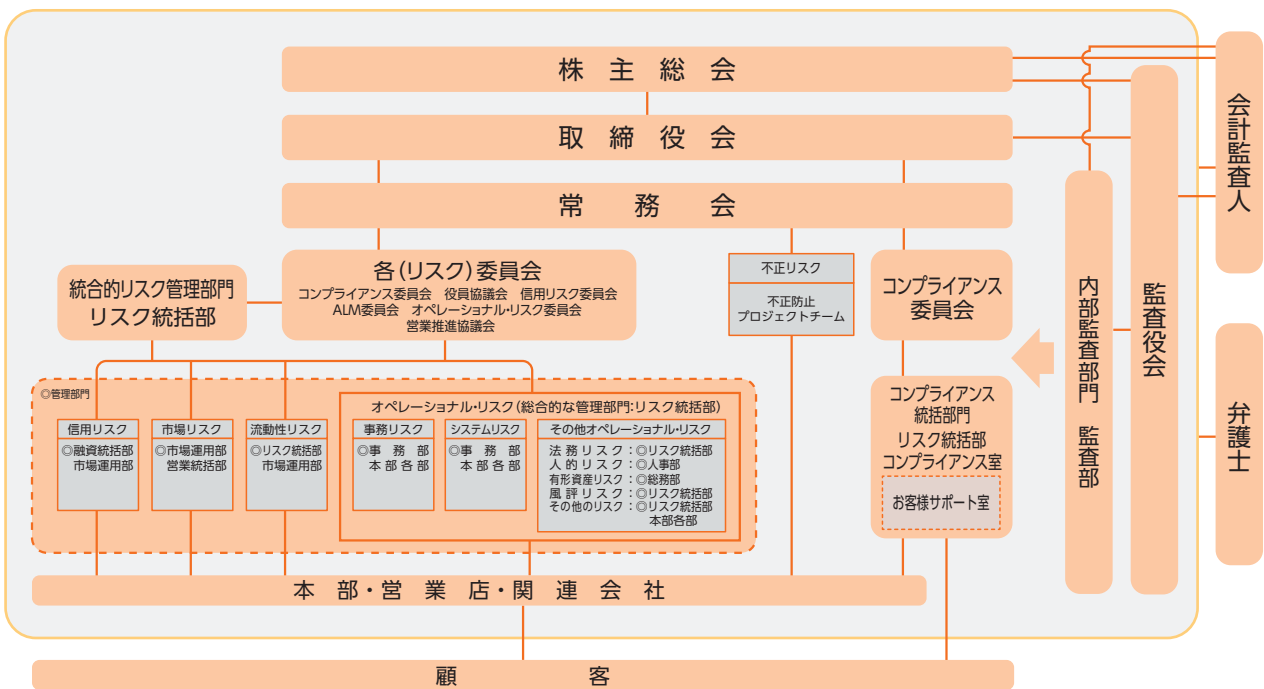 株主総会
取締役会
常務会
統合的リスク管理部門
リスク統括部
各(リスク)委員会
コンプライアンス委員会 役員協議会 信用リスク委員会
ALM委員会 オペレーショナル・リスク委員会
営業推進協議会
不正リスク
不正防止
プロジェクトチーム
コンプライアンス
委員会
◎管理部門
信用リスク
◎融資統括部
市場運用部
市場リスク
◎市場運用部
営業統括部
流動性リスク
◎リスク統括部
市場運用部
オペレーショナル・リスク(総合的な管理部門:リスク統括部)
事務リスク
◎事務部
本部各部
システムリスク
◎事務部
本部各部
その他オペレーショナル・リスク
法務リスク:◎リスク統括部
人的リスク:◎人事部
有形資産リスク:◎総務部
風評リスク:◎リスク統括部
その他のリスク:◎リスク統括部
本部各部
コンプライアンス
統括部門
リスク統括部
コンプライアンス室
お客様サポート室
内部監査部門 監査部
監査役会
会計監査人
弁護士
本部・営業店・関連会社
顧客